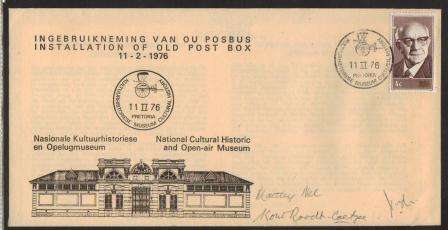 INGEBRUIKNEMING VAN OU POSBUS
INSTALLATION OF OLD POST BOX
11-2-1976
11 II 76
PRETORIA
11 II 76
PRETORIA
4c
Nasionale Kultuurhistoriese
en Opelugmuseum
National Cultural Historic
and Open-air Museum